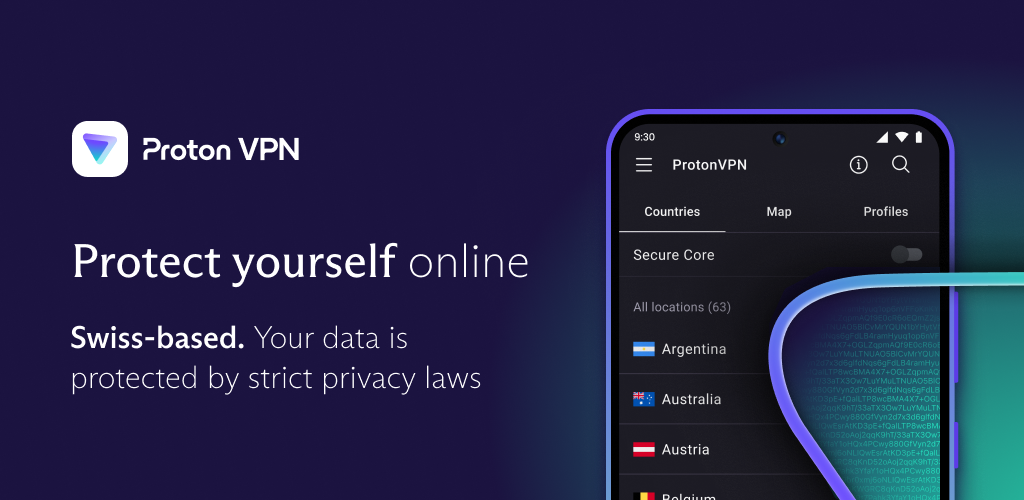 Proton VPN
Protect yourself online
Swiss-based. Your data is
protected by strict privacy laws
9:30
ProtonVPN
Countries Map Profiles
Secure Core
All locations (63)
Argentina
Australia
Austria
Belgium